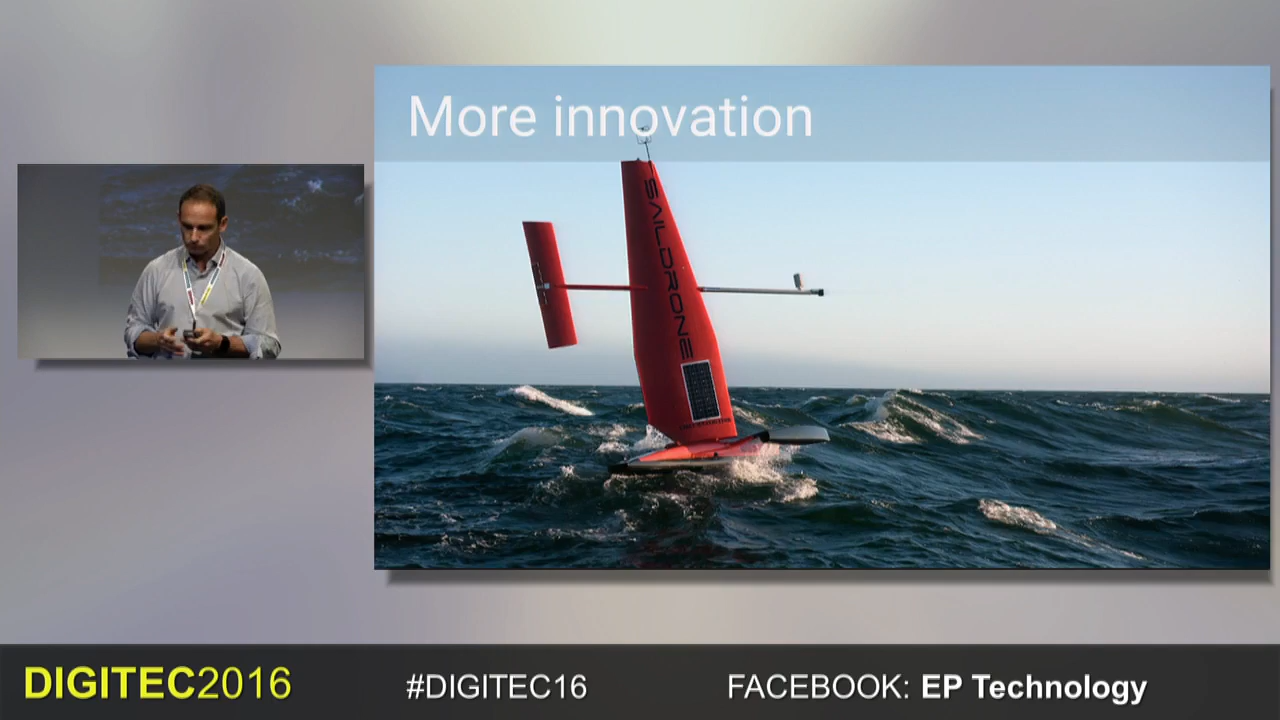 More innovation
SAILDRONE
DIGITEC2016
#DIGITEC16
FACEBOOK: EP Technology